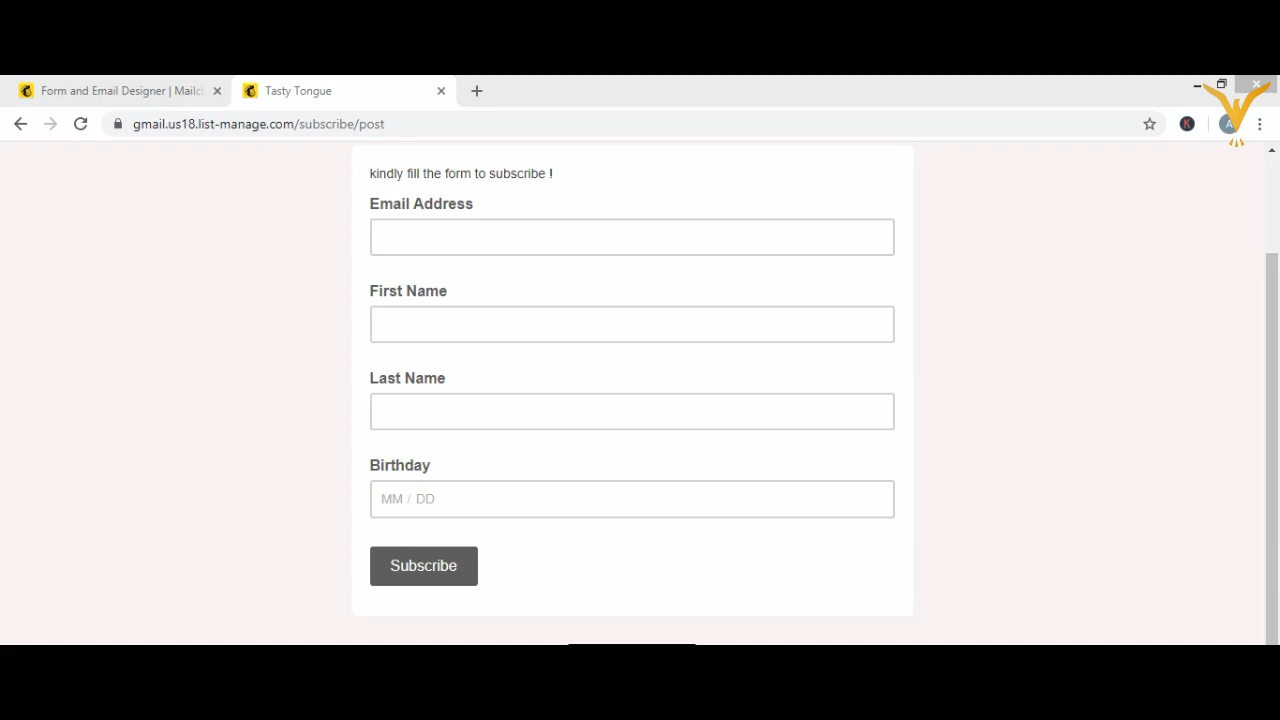 Form and Email Designer | Mailc
Tasty Tongue
gmail.us18.list-manage.com/subscribe/post
K
A
kindly fill the form to subscribe !
Email Address
First Name
Last Name
Birthday
MM / DD
Subscribe